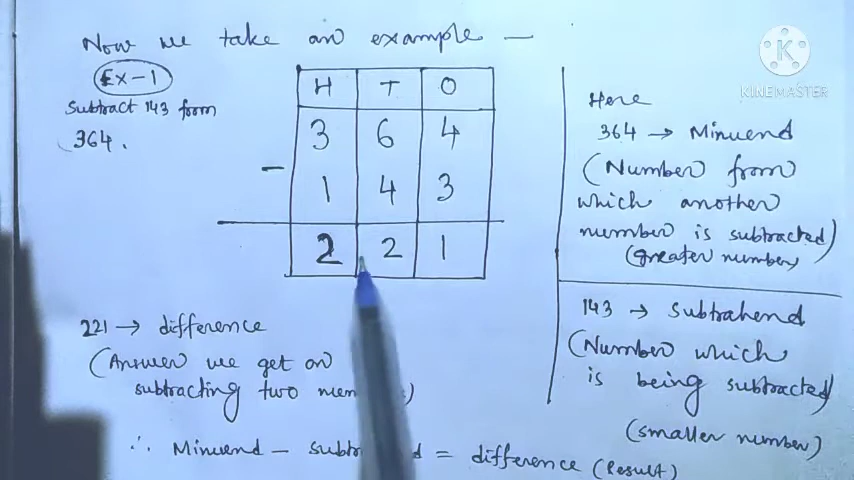 Now we take an example —
Ex-1
Subtract 143 from
364.
H T O
3 6 4
- 1 4 3
2 2 1
221 → difference
(Answer we get on
subtracting two
∴ Minuend - = difference (Result)
Here
364 → Minuend
(Number from
which another
number is subtracted)
(greater number)
143 → Subtrahend
(Number which
is being subtracted)
(smaller number)
K
KINEMASTER